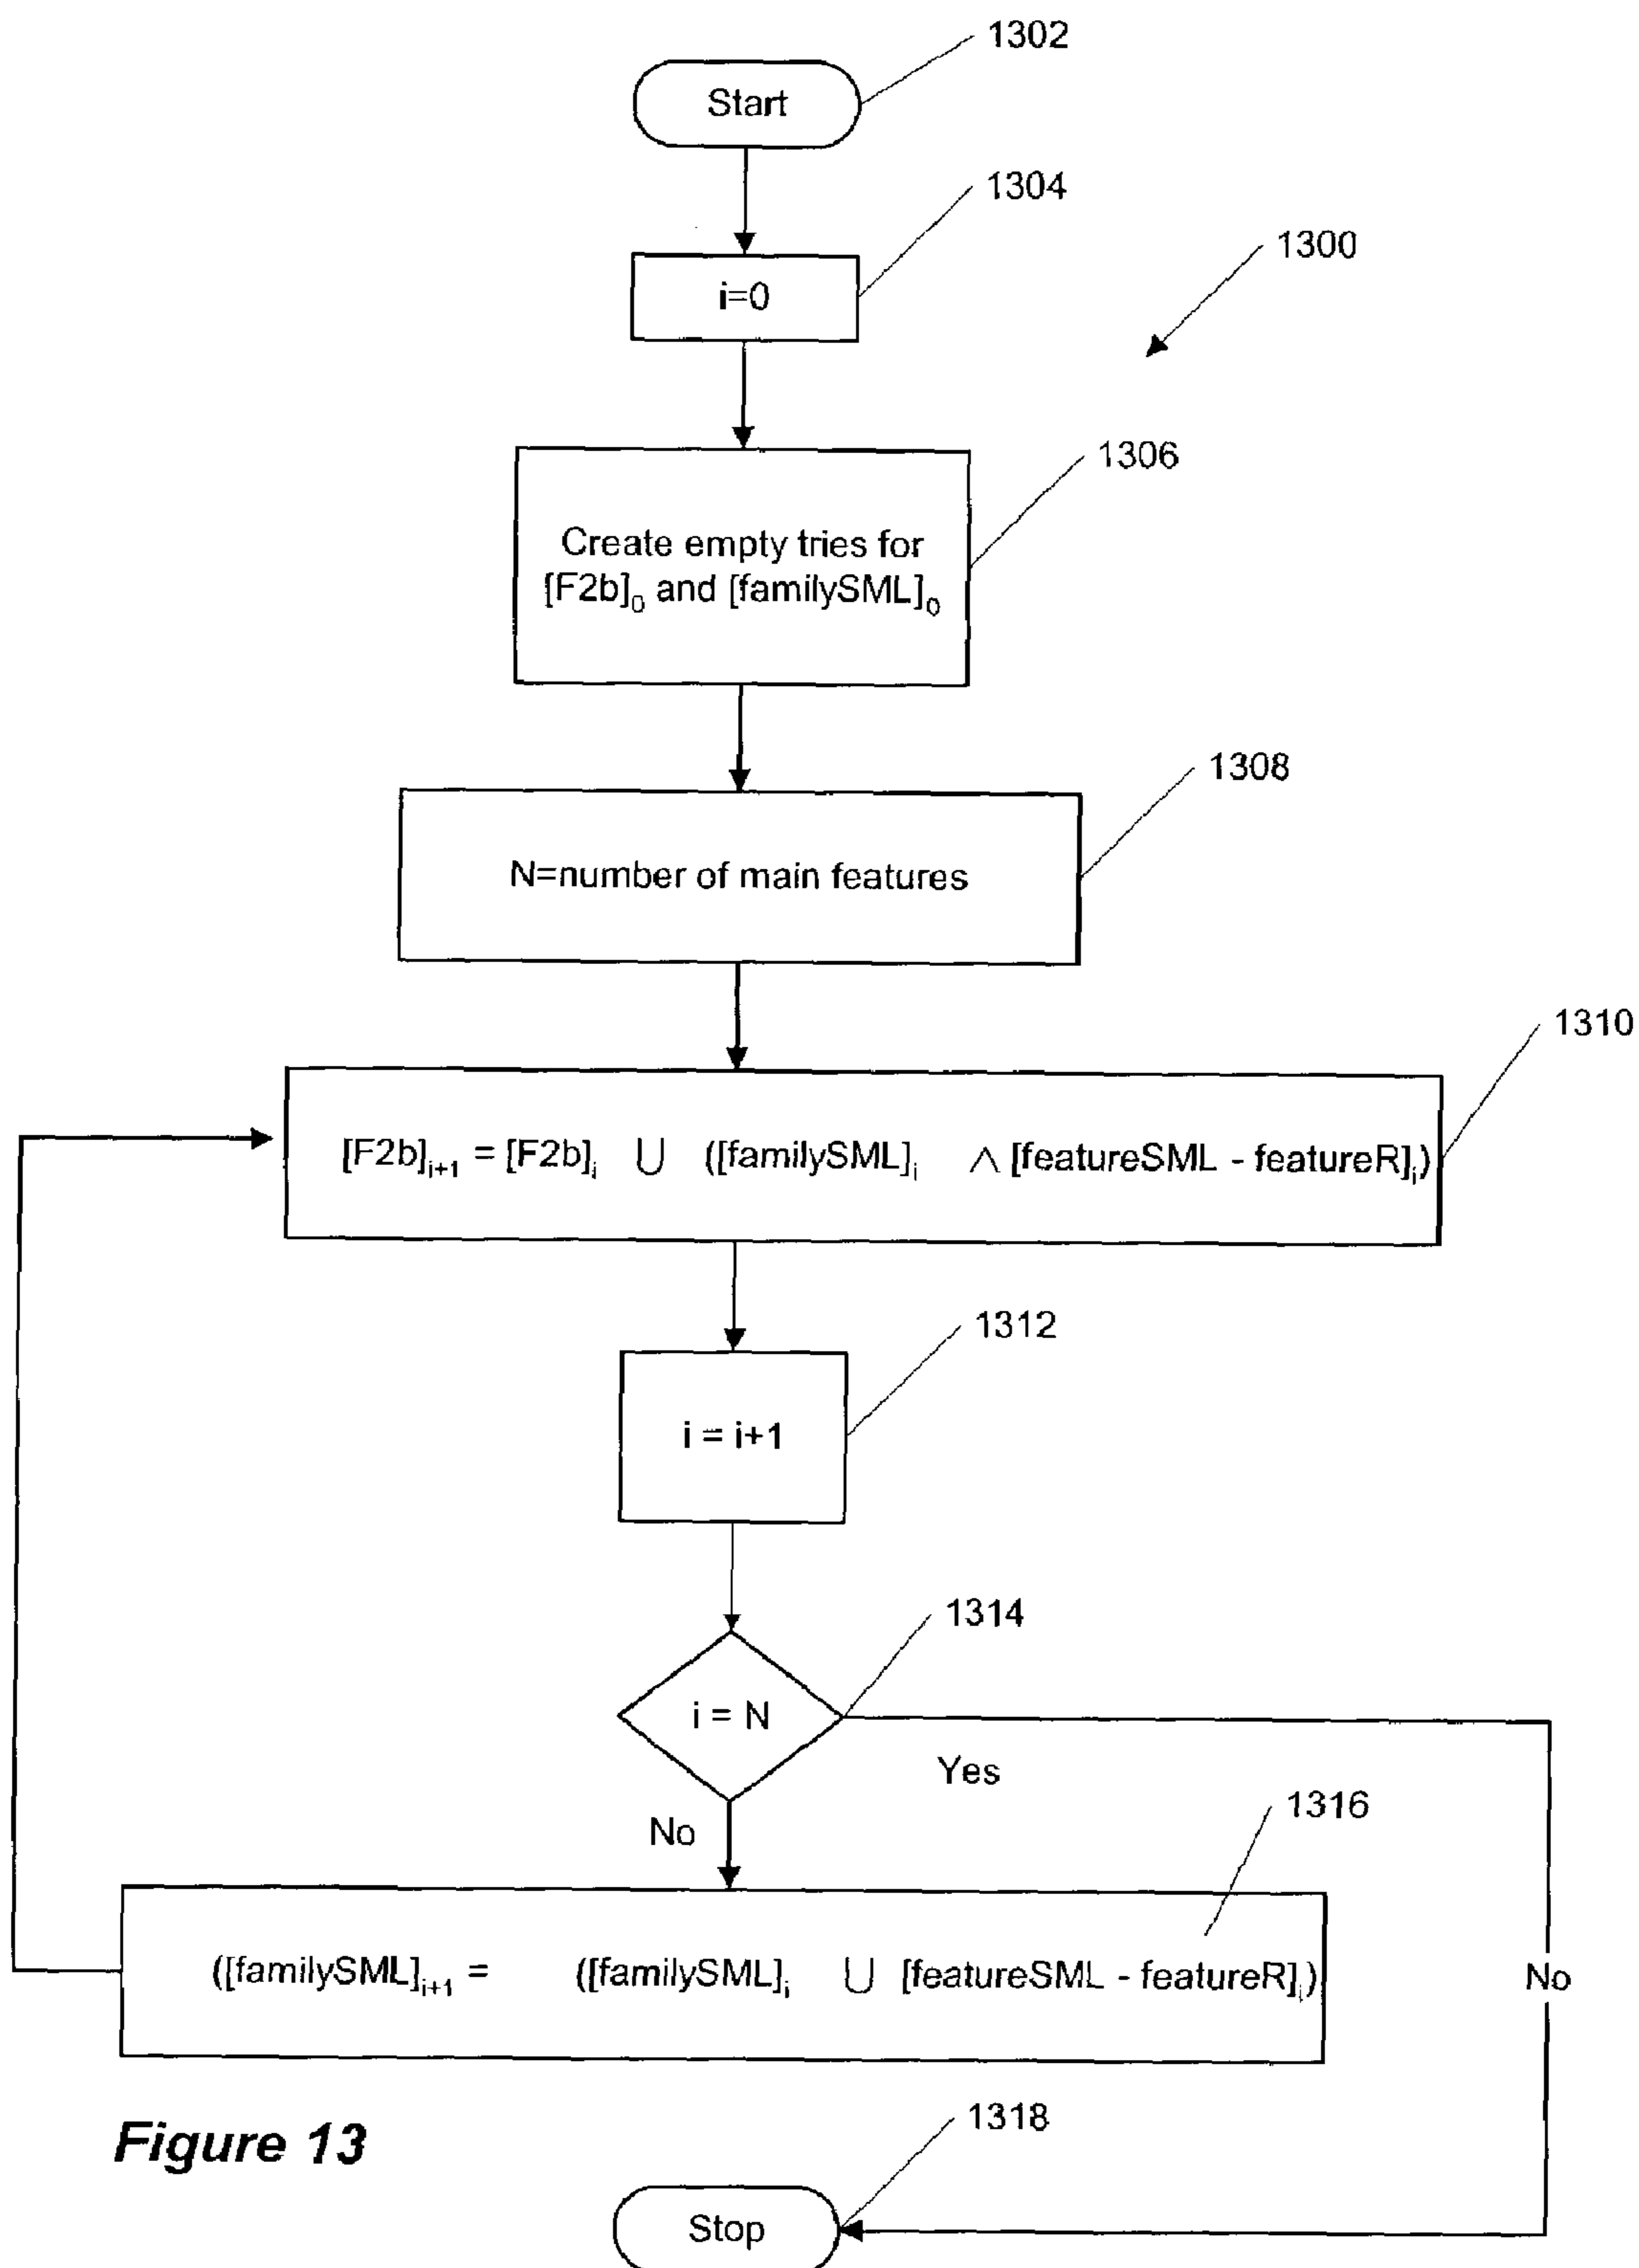 1302
Start
1304
1300
i=0
1306
Create empty tries for
[F2b]₀ and [familySML]₀
1308
N=number of main features
1310
[F2b]ᵢ₊₁ = [F2b]ᵢ ∪ ([familySML]ᵢ ∧ [featureSML - featureR]ᵢ)
1312
i = i+1
1314
i = N
Yes
No
1316
([familySML]ᵢ₊₁ = ([familySML]ᵢ ∪ [featureSML - featureR]ᵢ)
No
Figure 13
1318
Stop